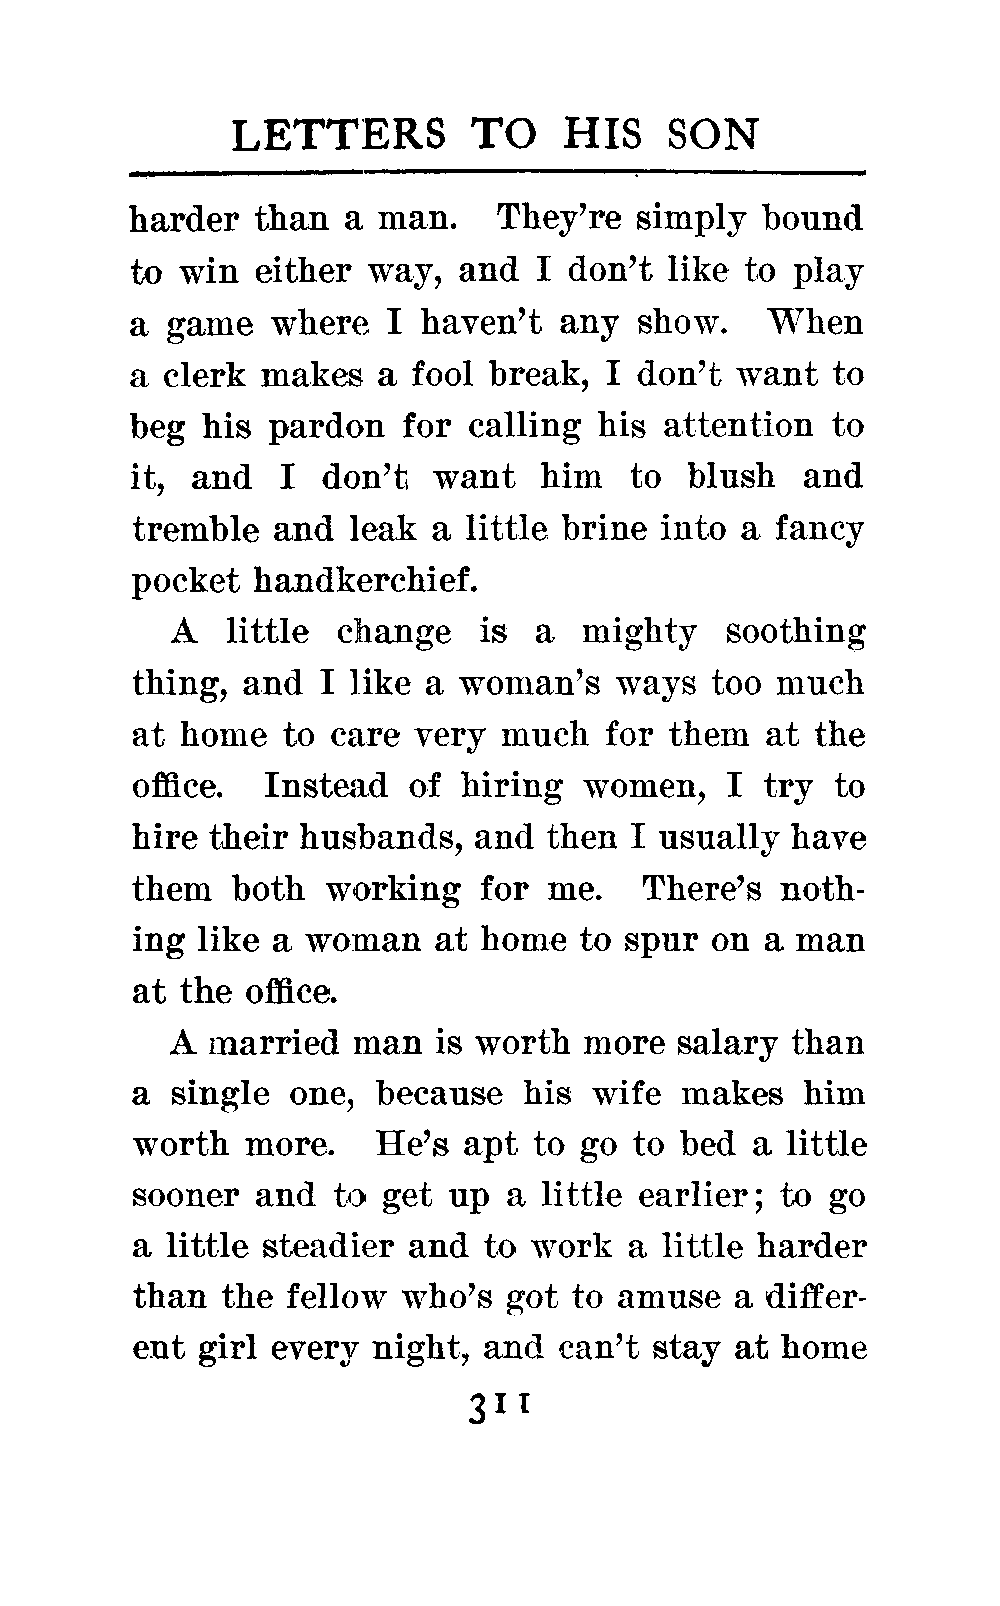 LETTERS TO HIS SON
harder than a man. They’re simply bound
to win either way, and I don’t like to play
a game where I haven’t any show. When
a clerk makes a fool break, I don’t want to
beg his pardon for calling his attention to
it, and I don’t want him to blush and
tremble and leak a little brine into a fancy
pocket handkerchief.
A little change is a mighty soothing
thing, and I like a woman’s ways too much
at home to care very much for them at the
office. Instead of hiring women, I try to
hire their husbands, and then I usually have
them both working for me. There’s noth-
ing like a woman at home to spur on a man
at the office.
A married man is worth more salary than
a single one, because his wife makes him
worth more. He’s apt to go to bed a little
sooner and to get up a little earlier; to go
a little steadier and to work a little harder
than the fellow who’s got to amuse a differ-
ent girl every night, and can’t stay at home
311